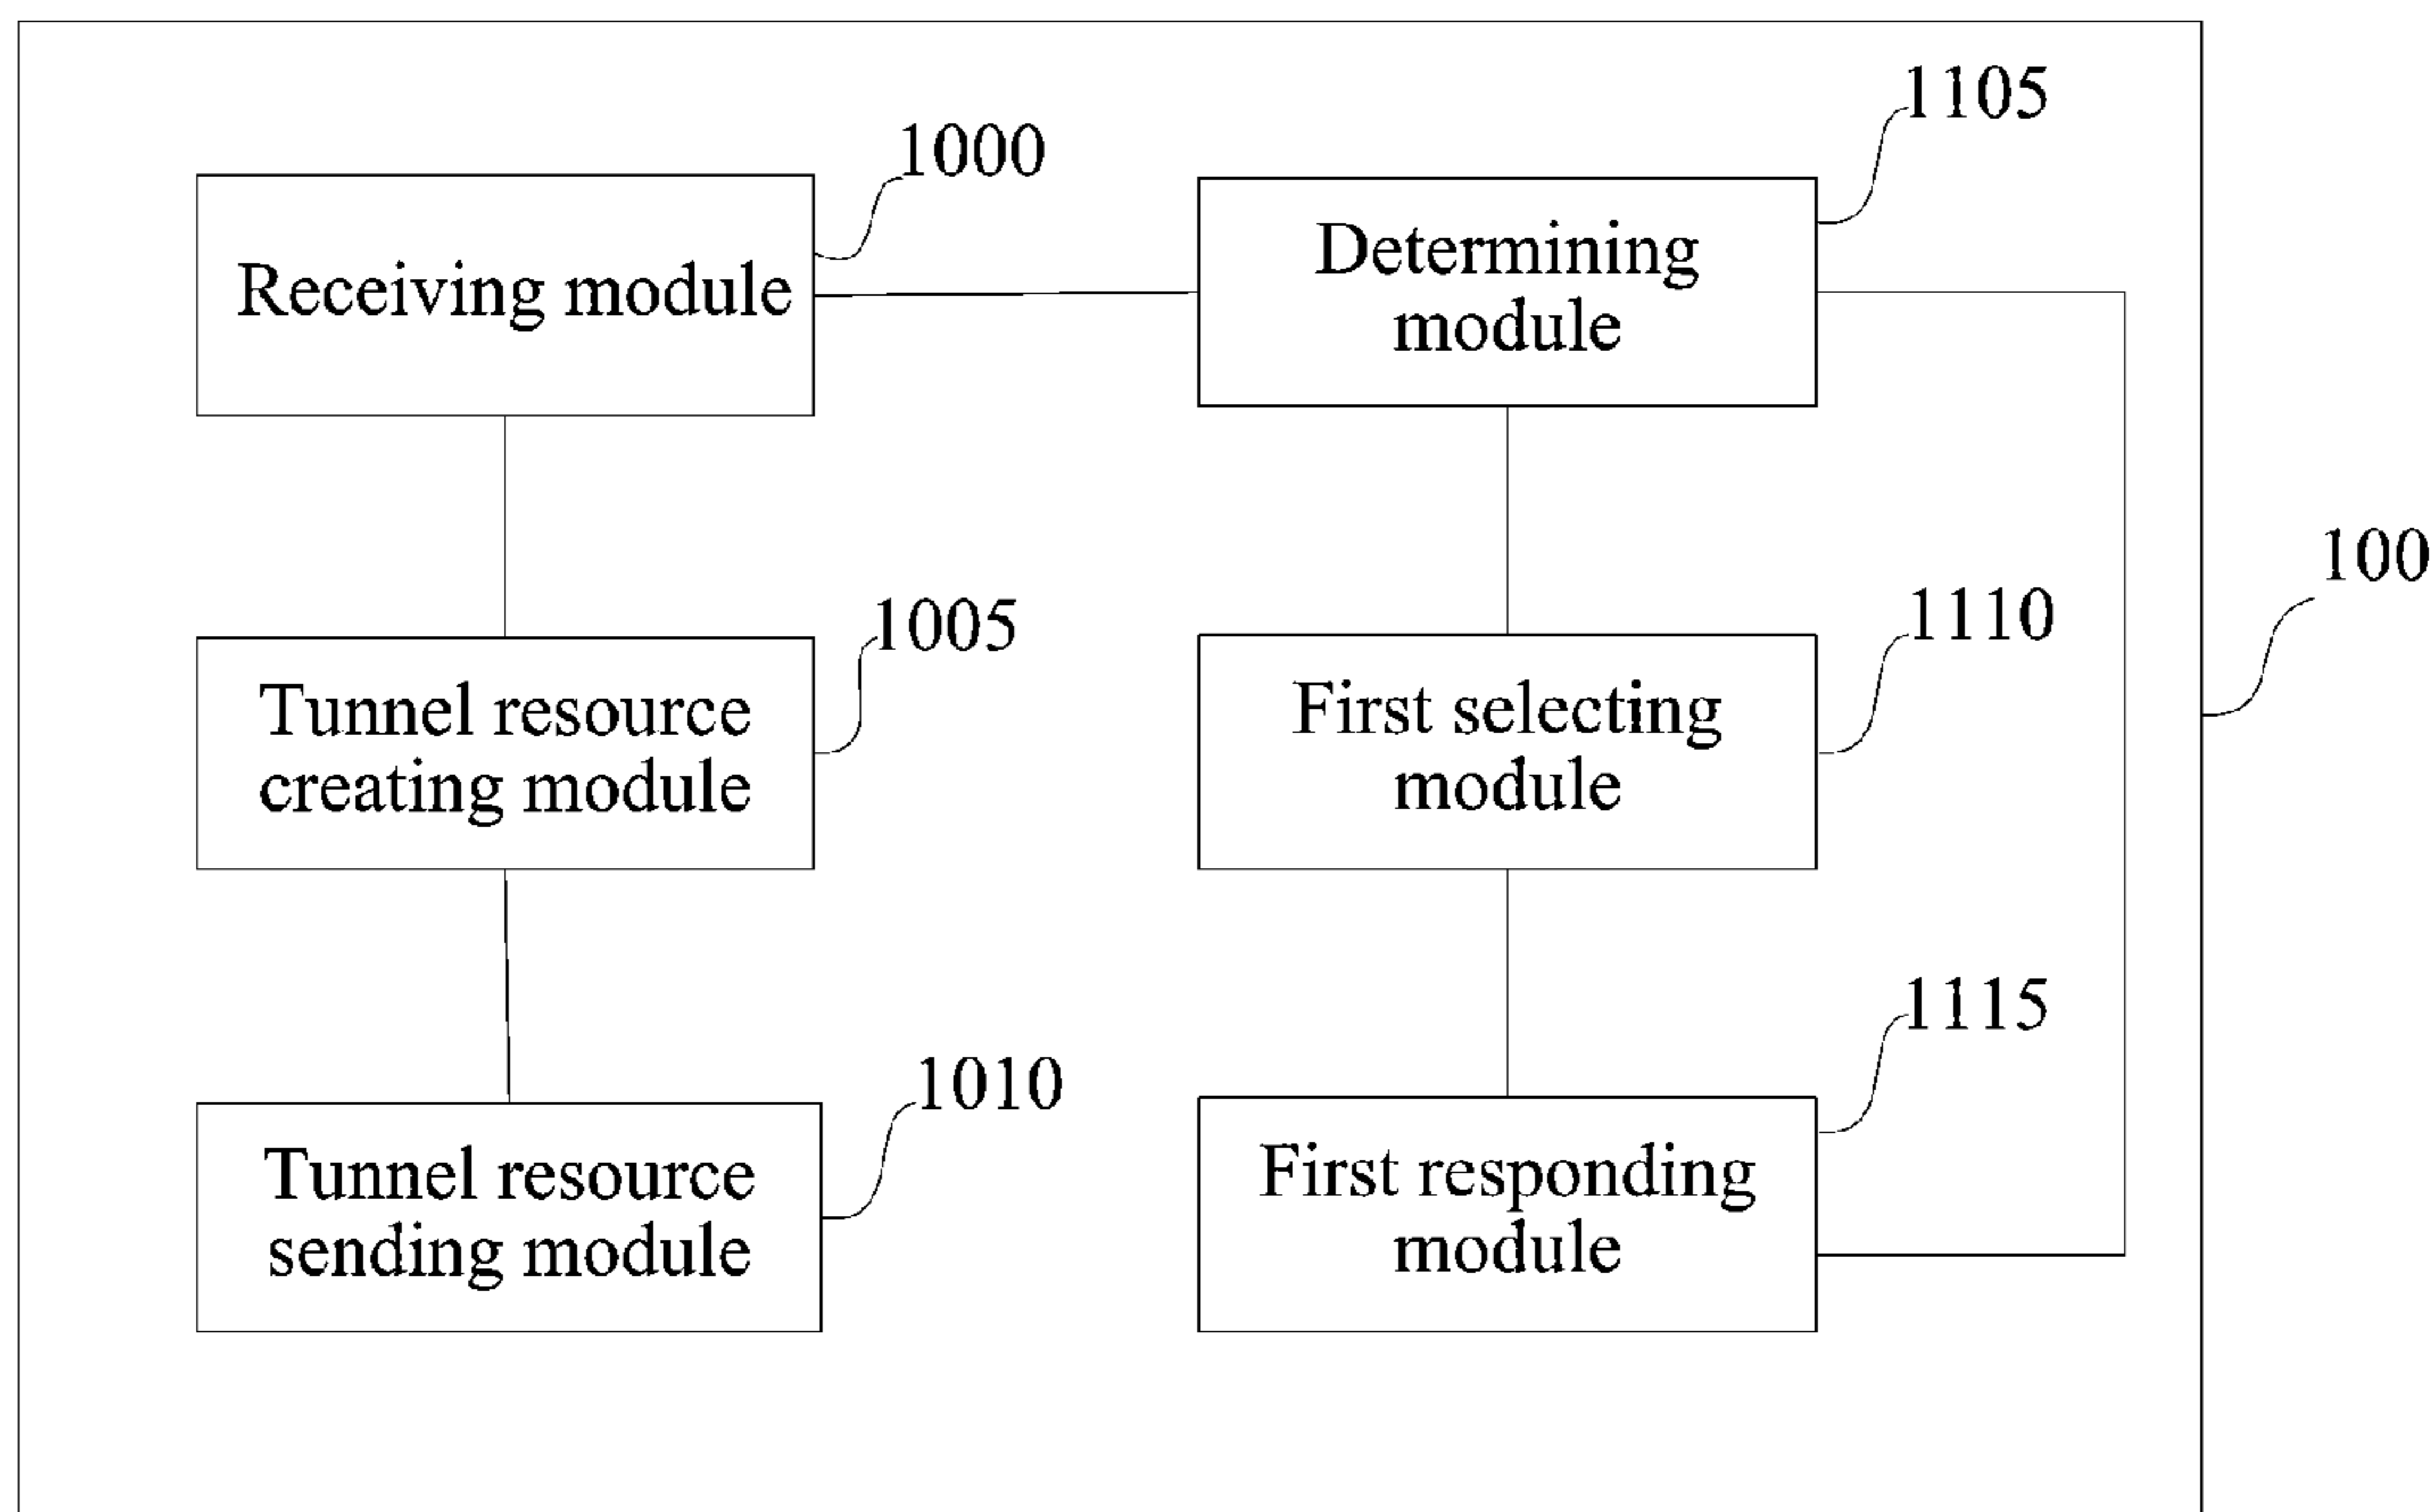 1105
1000
Receiving module
Determining
module
100
1005
1110
Tunnel resource
creating module
First selecting
module
1115
1010
Tunnel resource
sending module
First responding
module